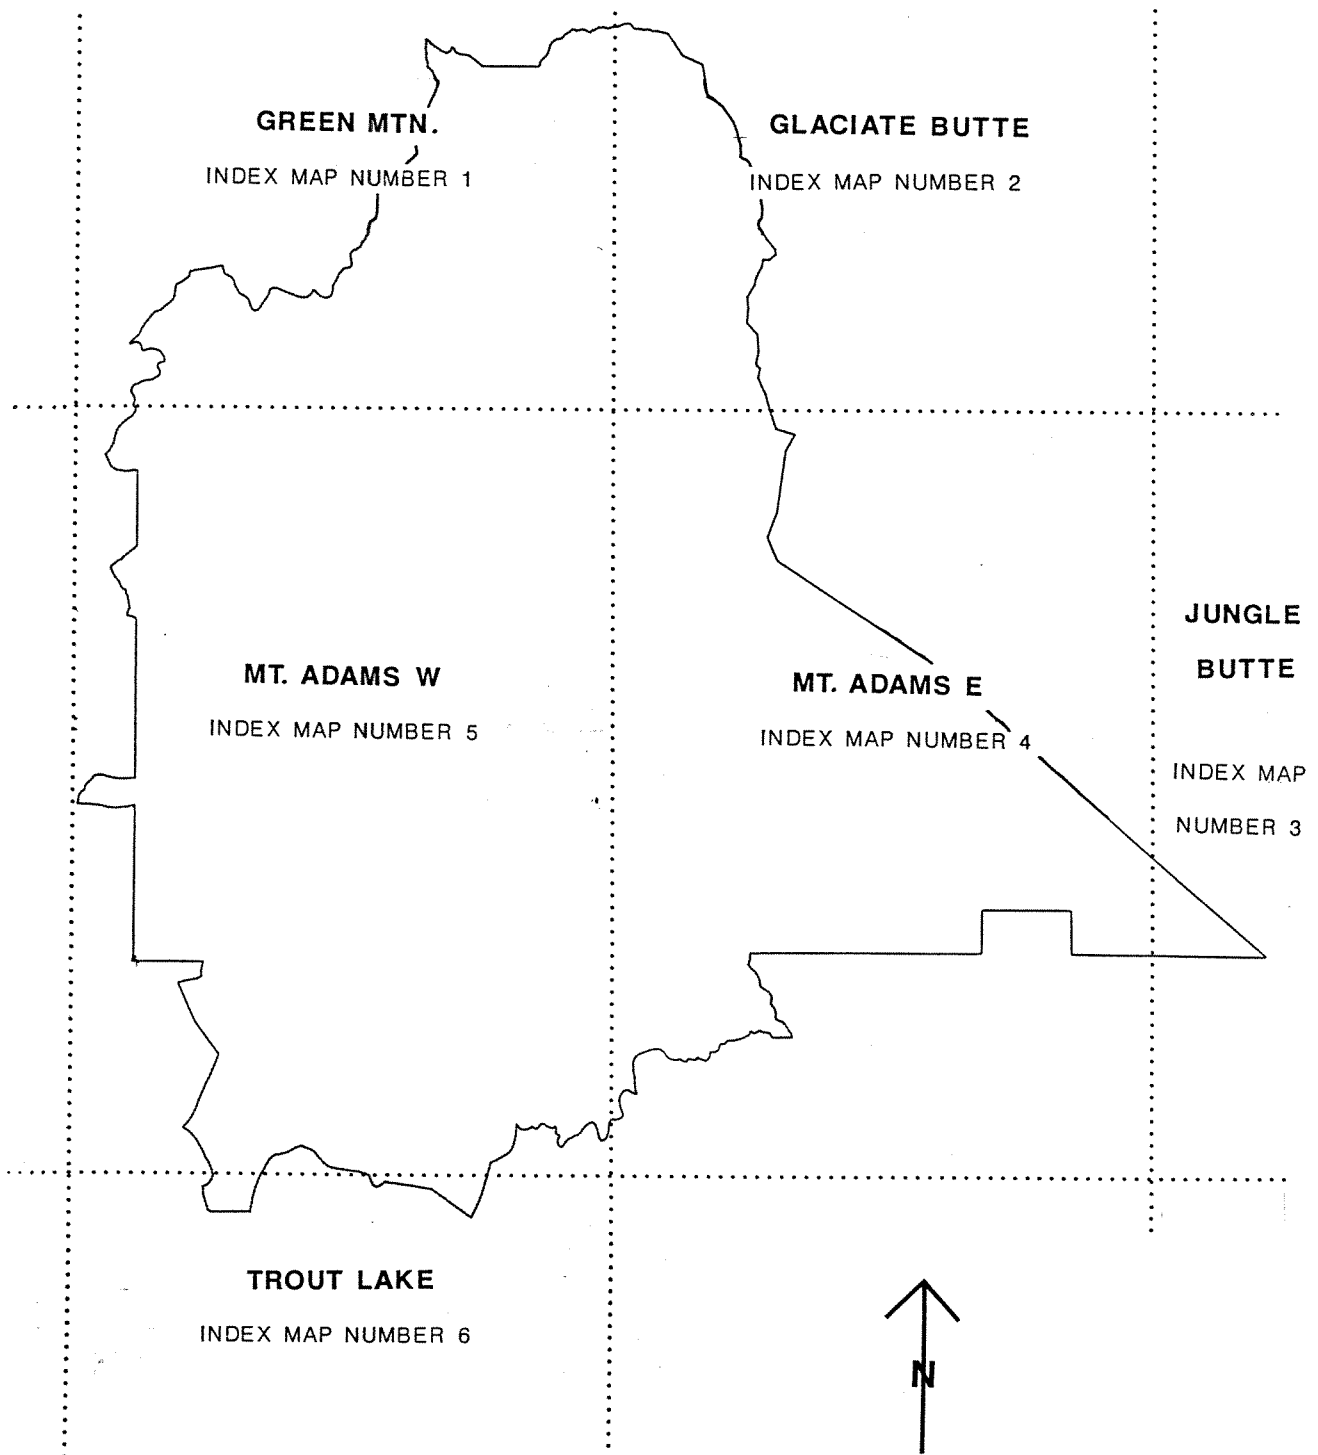 GREEN MTN.
INDEX MAP NUMBER 1
GLACIATE BUTTE
INDEX MAP NUMBER 2
JUNGLE
BUTTE
INDEX MAP
NUMBER 3
MT. ADAMS W
INDEX MAP NUMBER 5
MT. ADAMS E
INDEX MAP NUMBER 4
TROUT LAKE
INDEX MAP NUMBER 6
N